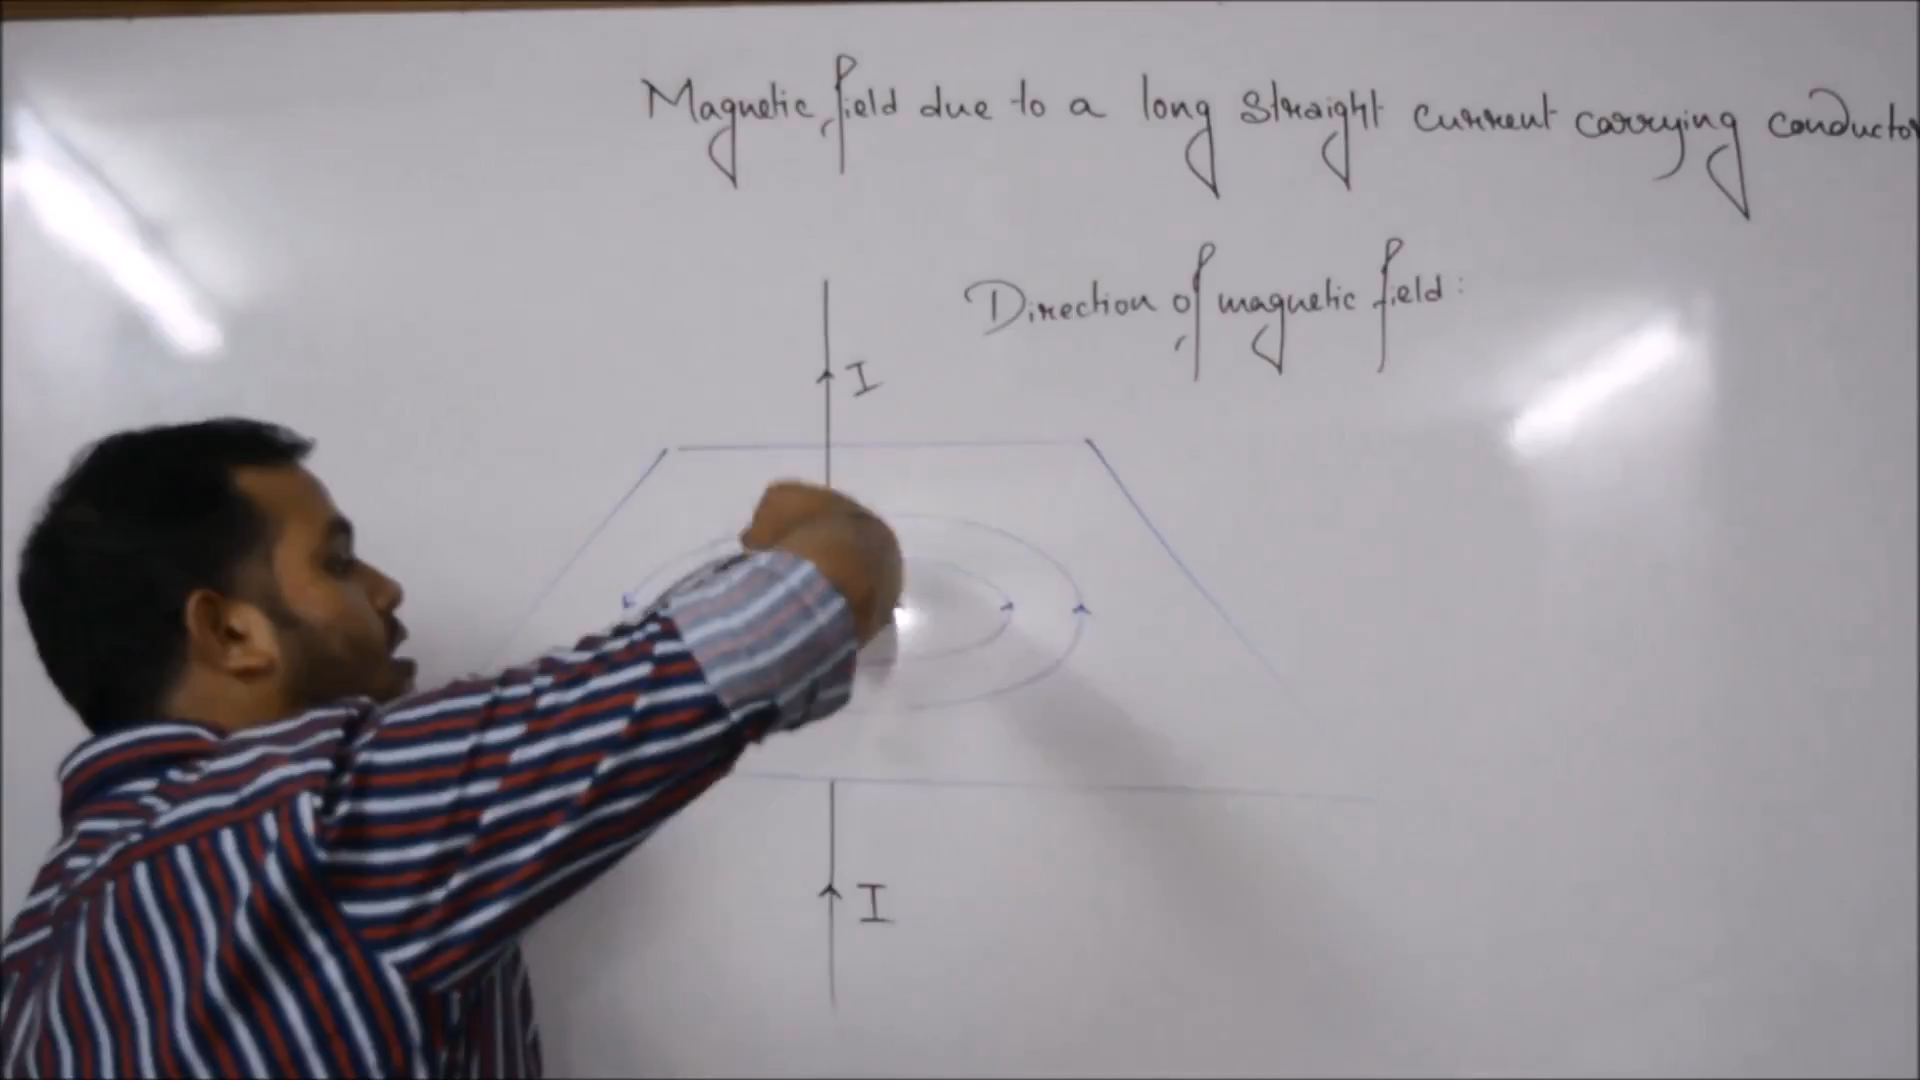 Magnetic field due to a long straight current carrying conductor
Direction of magnetic field:
I
I